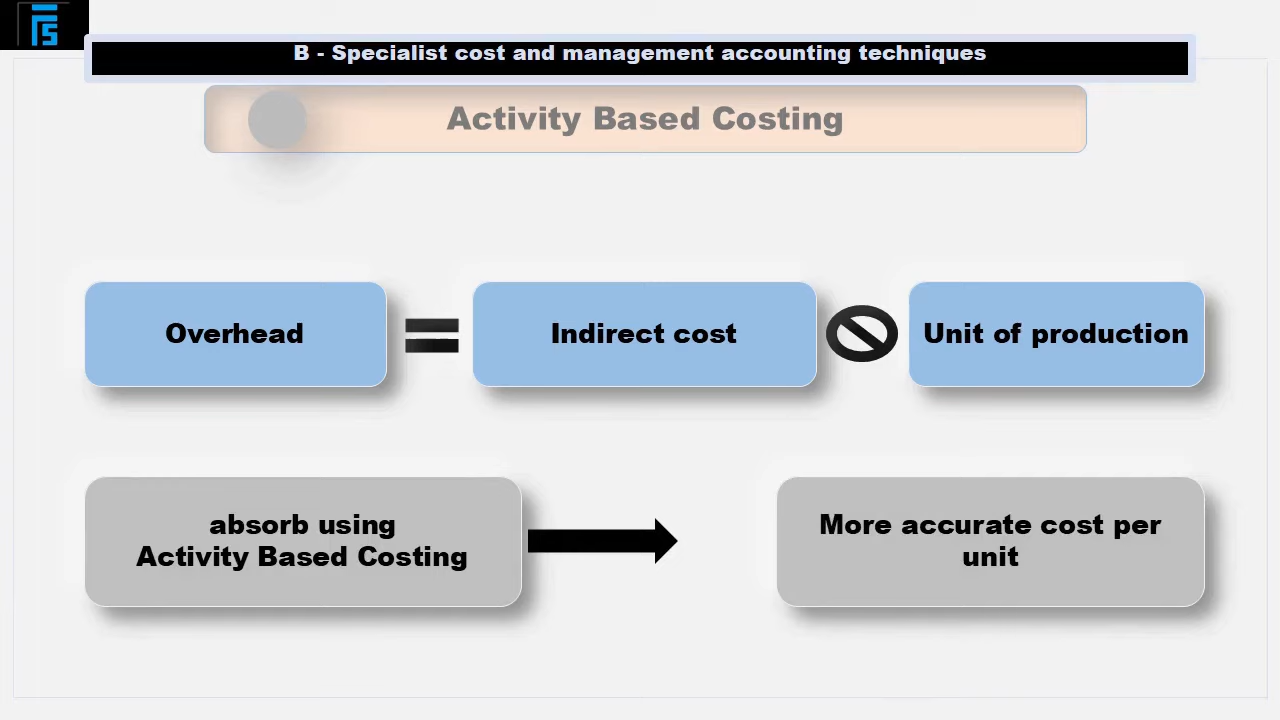 B - Specialist cost and management accounting techniques
Activity Based Costing
Overhead
Indirect cost
Unit of production
absorb using
Activity Based Costing
More accurate cost per
unit